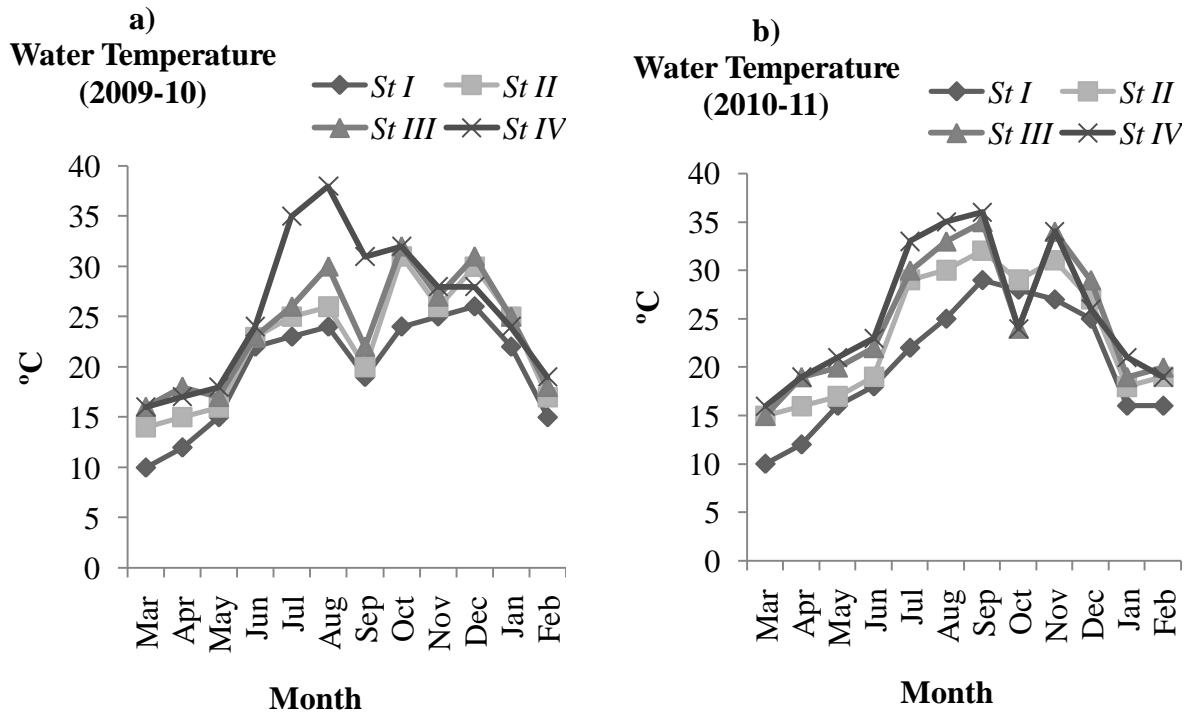 a)
Water Temperature
(2009-10)
St I
St II
St III
St IV
40
35
30
25
20
15
10
5
0
ºC
Mar
Apr
May
Jun
Jul
Aug
Sep
Oct
Nov
Dec
Jan
Feb
Month
b)
Water Temperature
(2010-11)
St I
St II
St III
St IV
40
35
30
25
20
15
10
5
0
ºC
Mar
Apr
May
Jun
Jul
Aug
Sep
Oct
Nov
Dec
Jan
Feb
Month